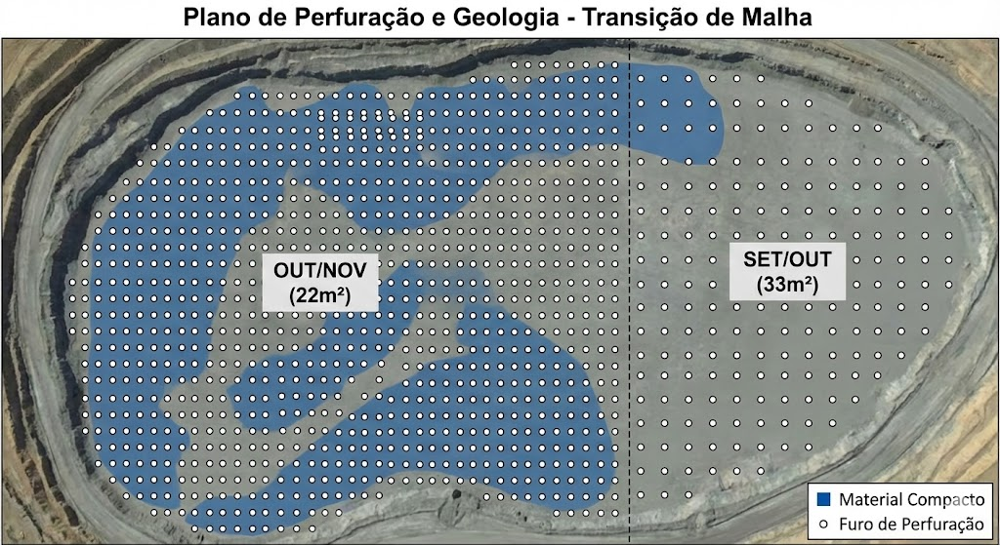 Plano de Perfuração e Geologia - Transição de Malha
OUT/NOV
(22m²)
SET/OUT
(33m²)
Material Compacto
Furo de Perfuração